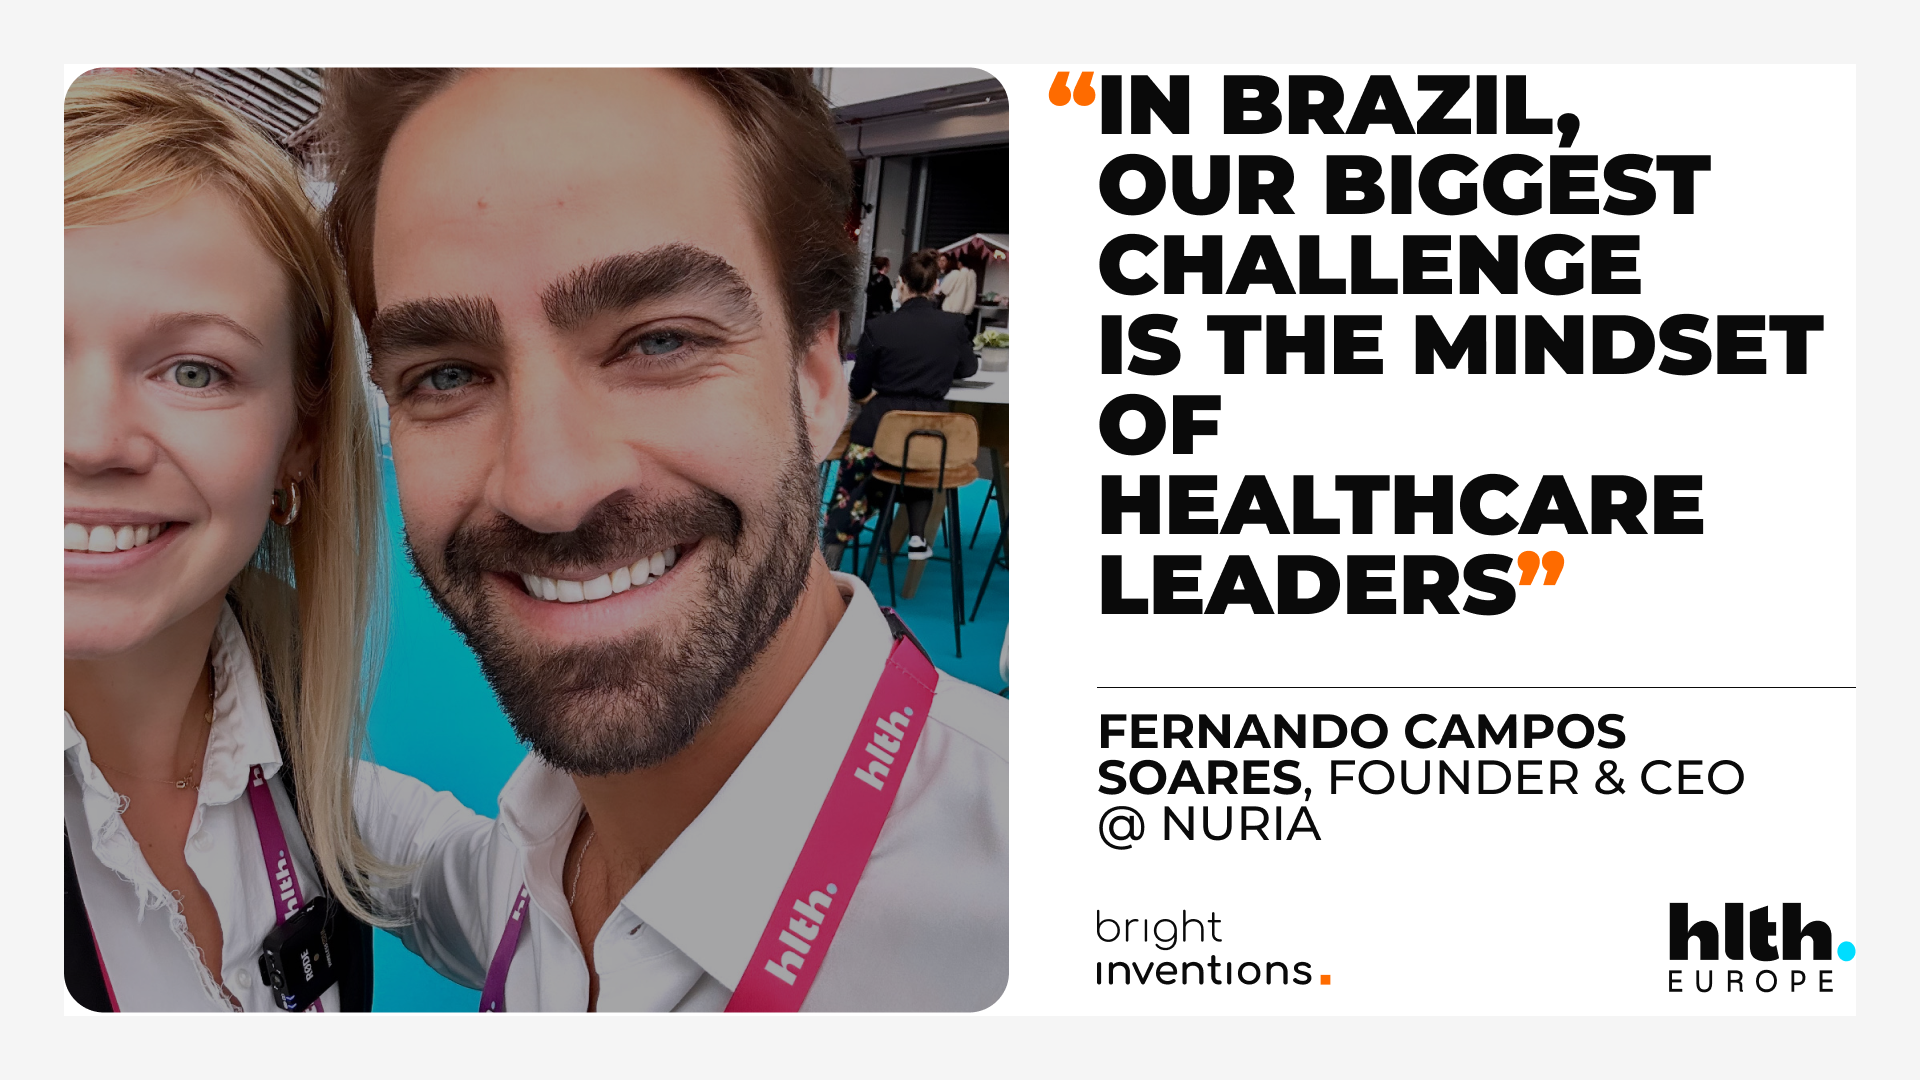 “IN BRAZIL,
OUR BIGGEST
CHALLENGE
IS THE MINDSET
OF
HEALTHCARE
LEADERS”
FERNANDO CAMPOS
SOARES, FOUNDER & CEO
@ NURIA
bright
inventions.
hlth.
EUROPE
hlth.
hlth.
hlth.
RØDE